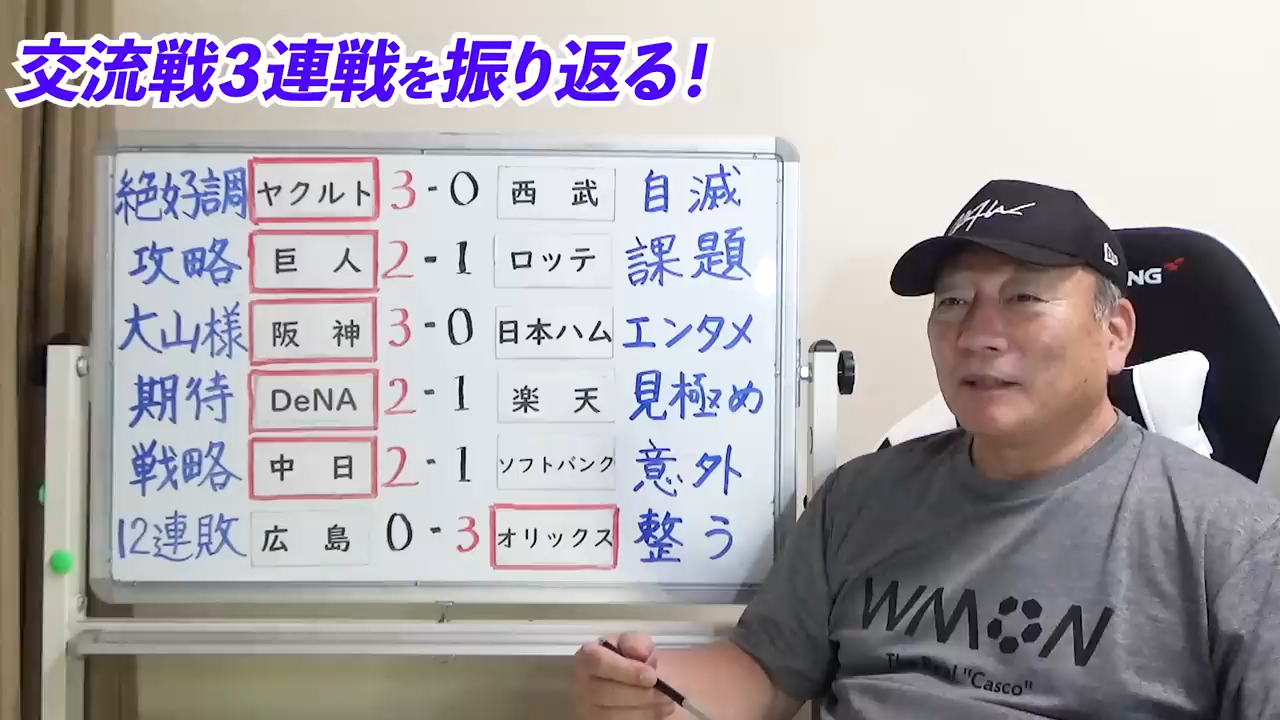 交流戦3連戦を振り返る!
絶好調 ヤクルト 3-0 西武 自滅
攻略 巨人 2-1 ロッテ 課題
大山様 阪神 3-0 日本ハム エンタメ
期待 DeNA 2-1 楽天 見極め
戦略 中日 2-1 ソフトバンク 意外
12連敗 広島 0-3 オリックス 整う
NG
WMON
"Casco"